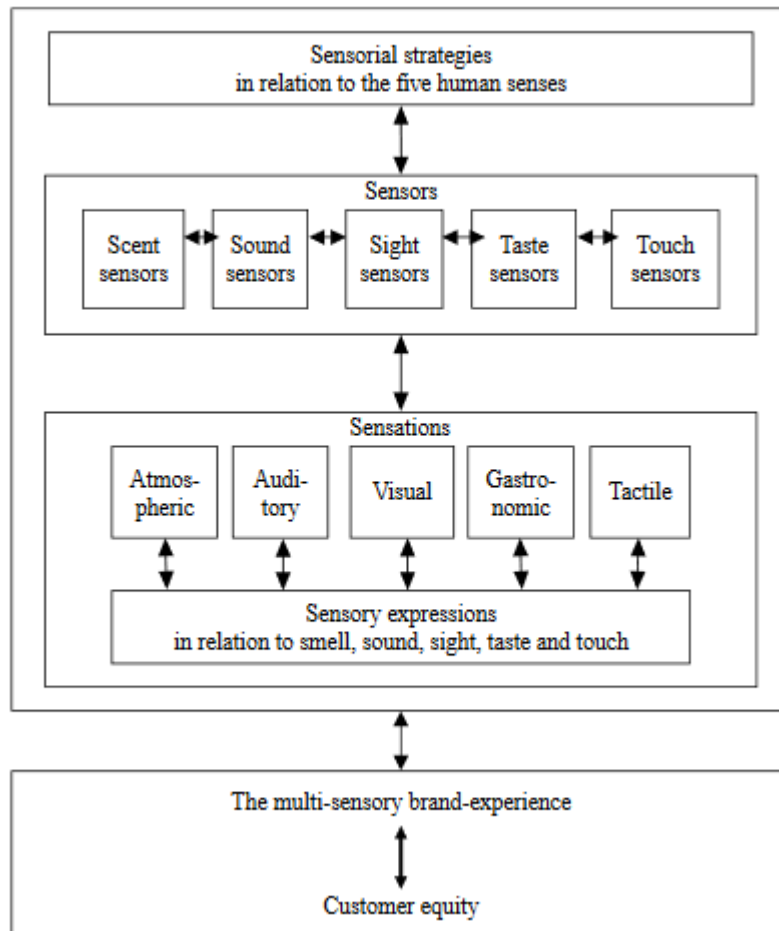 Sensorial strategies
in relation to the five human senses
Sensors
Scent
sensors
Sound
sensors
Sight
sensors
Taste
sensors
Touch
sensors
Sensations
Atmos-
pheric
Audi-
tory
Visual
Gastro-
nomic
Tactile
Sensory expressions
in relation to smell, sound, sight, taste and touch
The multi-sensory brand-experience
Customer equity